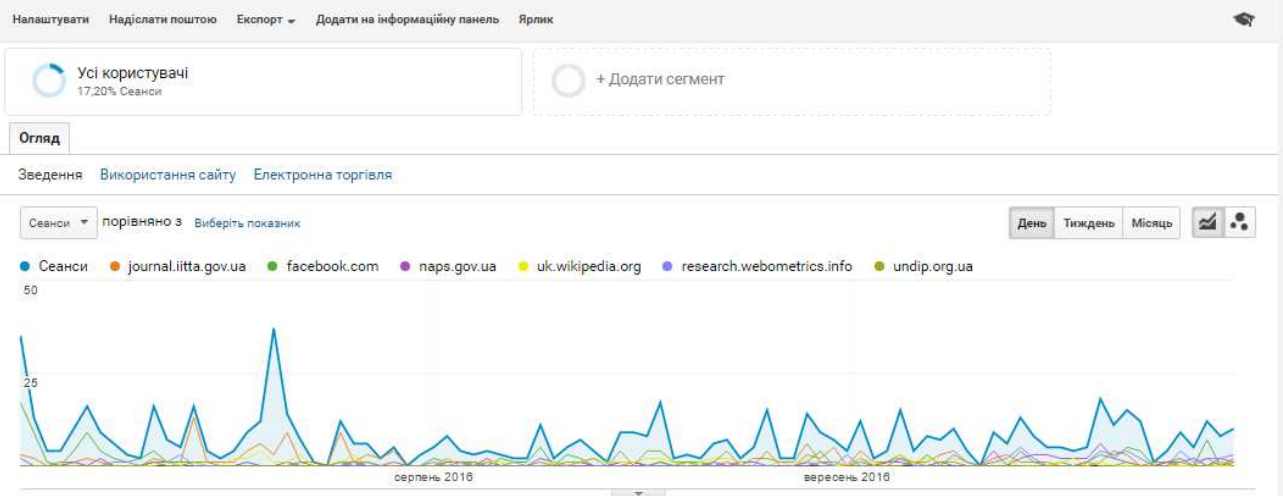 Налаштувати Надіслати поштою Експорт Додати на інформаційну панель Ярлик
Усі користувачі
17,20% Сеанси
+ Додати сегмент
Огляд
Зведення Використання сайту Електронна торгівля
Сеанси порівняно з Виберіть показник
День Тиждень Місяць
Сеанси journal.iitta.gov.ua facebook.com naps.gov.ua uk.wikipedia.org research.webometrics.info undip.org.ua
50
25
серпень 2016 вересень 2016